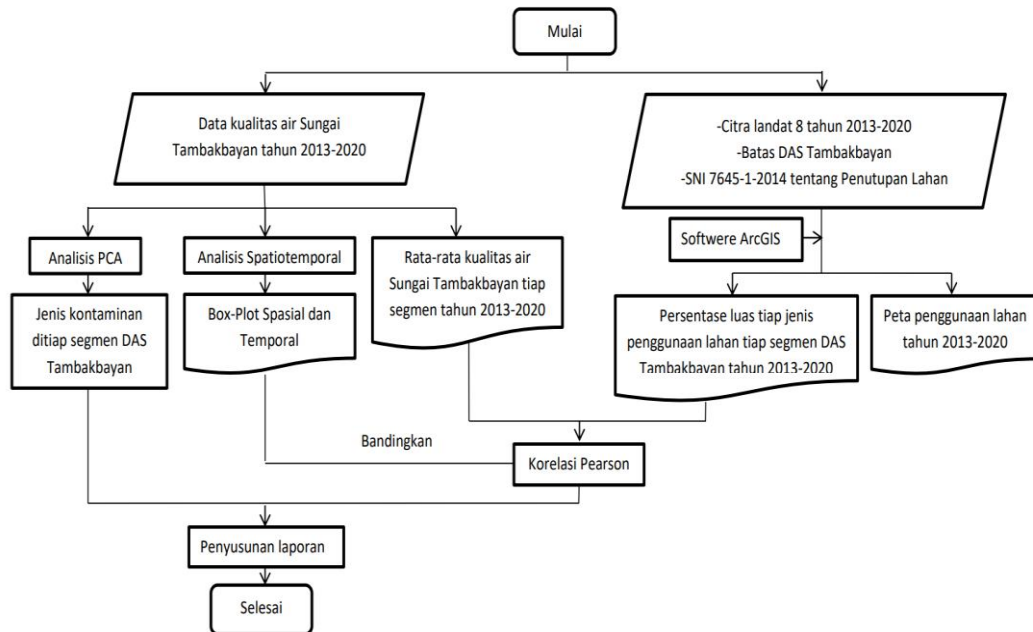 Mulai
Data kualitas air Sungai
Tambakbayan tahun 2013-2020
-Citra landat 8 tahun 2013-2020
-Batas DAS Tambakbayan
-SNI 7645-1-2014 tentang Penutupan Lahan
Softwere ArcGIS
Analisis PCA
Analisis Spatiotemporal
Rata-rata kualitas air
Sungai Tambakbayan tiap
segmen tahun 2013-2020
Jenis kontaminan
ditiap segmen DAS
Tambakbayan
Box-Plot Spasial dan
Temporal
Persentase luas tiap jenis
penggunaan lahan tiap segmen DAS
Tambakbayan tahun 2013-2020
Peta penggunaan lahan
tahun 2013-2020
Bandingkan
Korelasi Pearson
Penyusunan laporan
Selesai